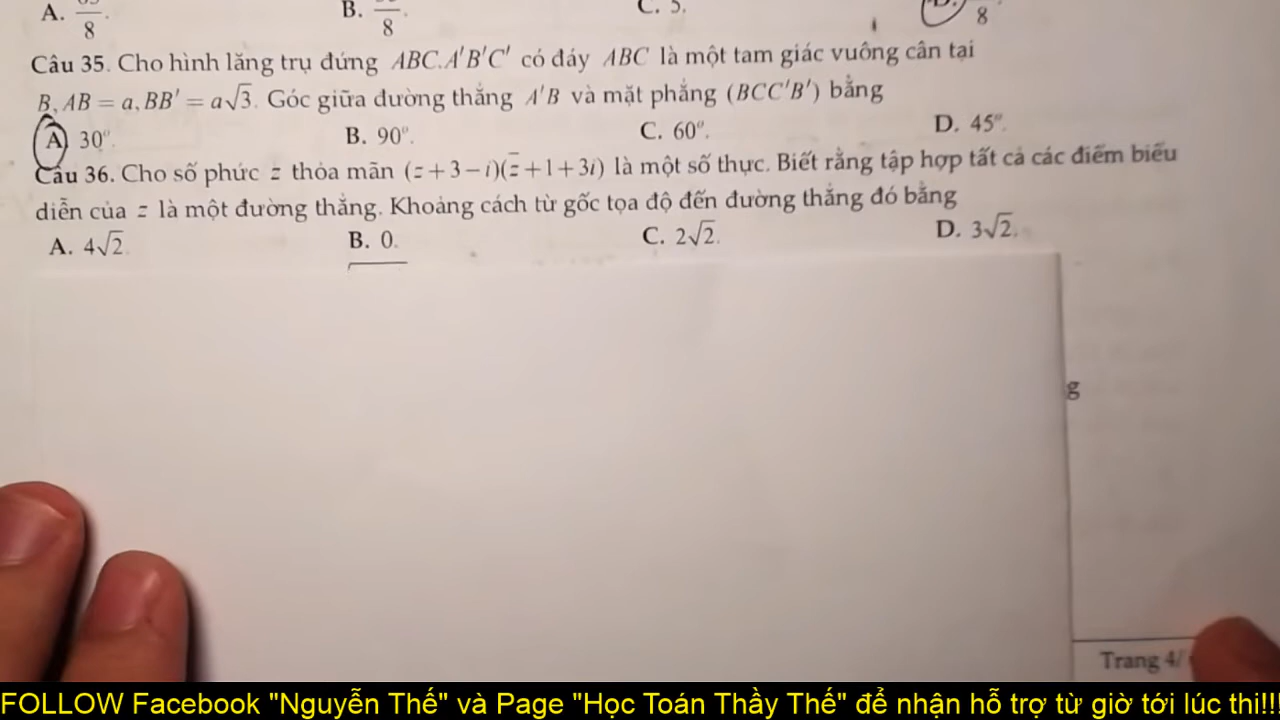 A. 8. B. 8. C. 5. D. 8
Câu 35. Cho hình lăng trụ đứng ABC.A'B'C' có đáy ABC là một tam giác vuông cân tại
B, AB = a, BB' = a√3. Góc giữa đường thẳng A'B và mặt phẳng (BCC'B') bằng
A 30º. B. 90º. C. 60º. D. 45º.
Câu 36. Cho số phức z thỏa mãn (z + 3 − i)(z̅ + 1 + 3i) là một số thực. Biết rằng tập hợp tất cả các điểm biểu
diễn của z là một đường thẳng. Khoảng cách từ gốc tọa độ đến đường thẳng đó bằng
A. 4√2. B. 0. C. 2√2. D. 3√2.
g
Trang 4/
FOLLOW Facebook "Nguyễn Thế" và Page "Học Toán Thầy Thế" để nhận hỗ trợ từ giờ tới lúc thi!!!